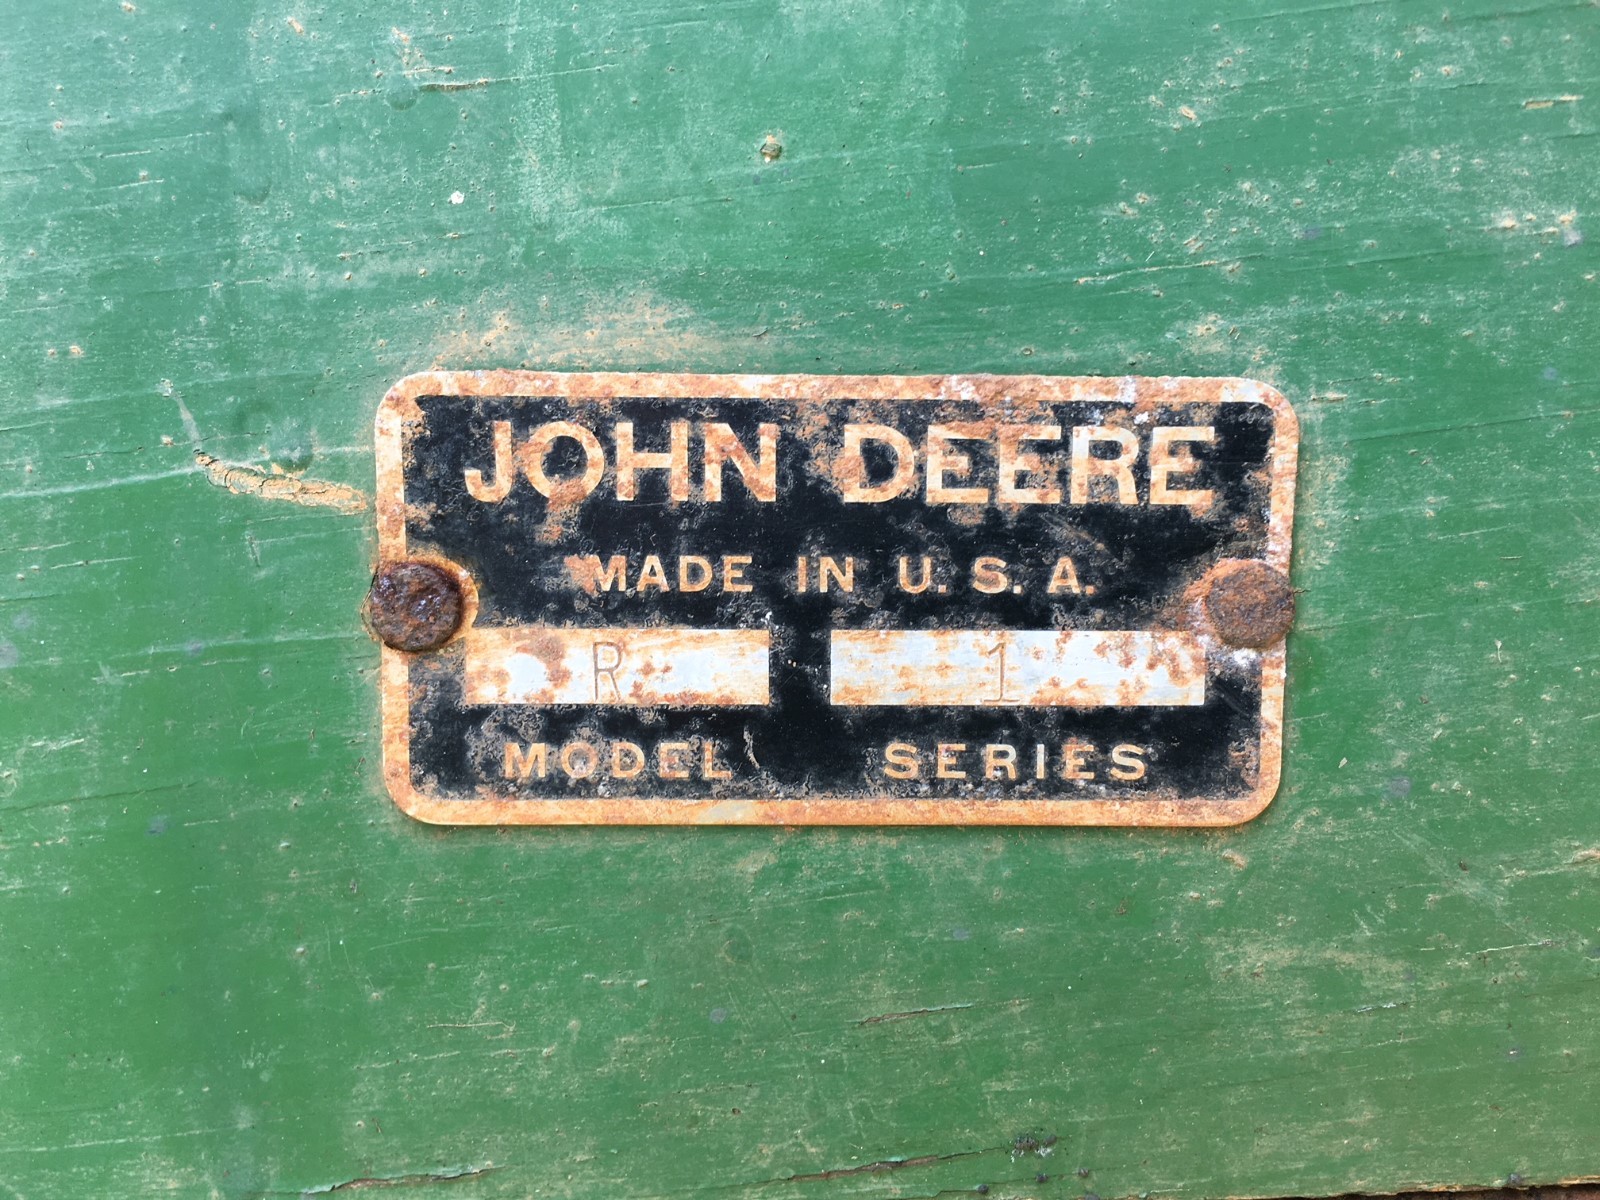 JOHN DEERE
MADE IN U. S. A.
R 1
MODEL SERIES